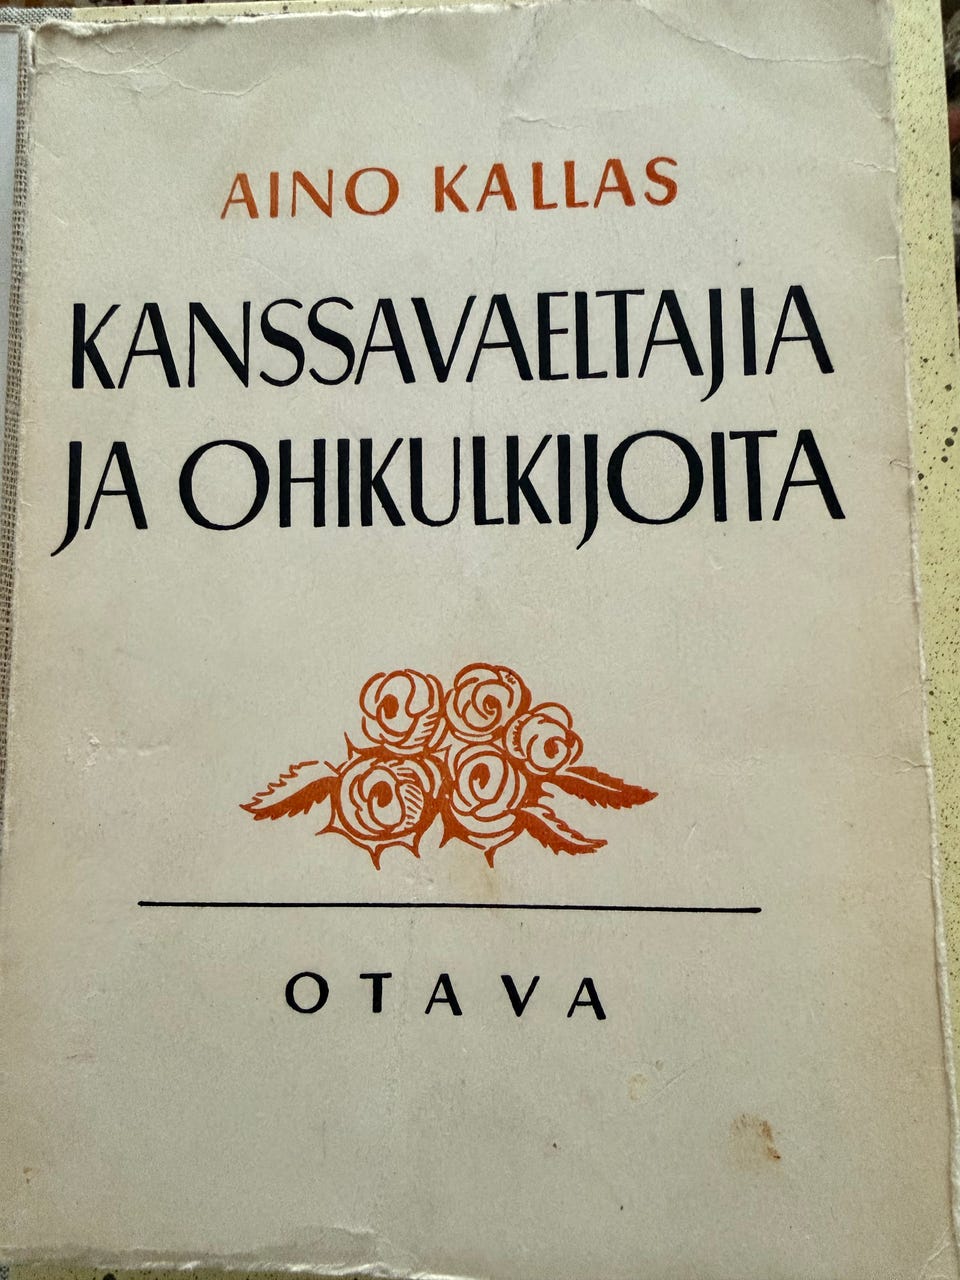 AINO KALLAS
KANSSAVAELTAJIA
JA OHIKULKIJOITA
OTAVA